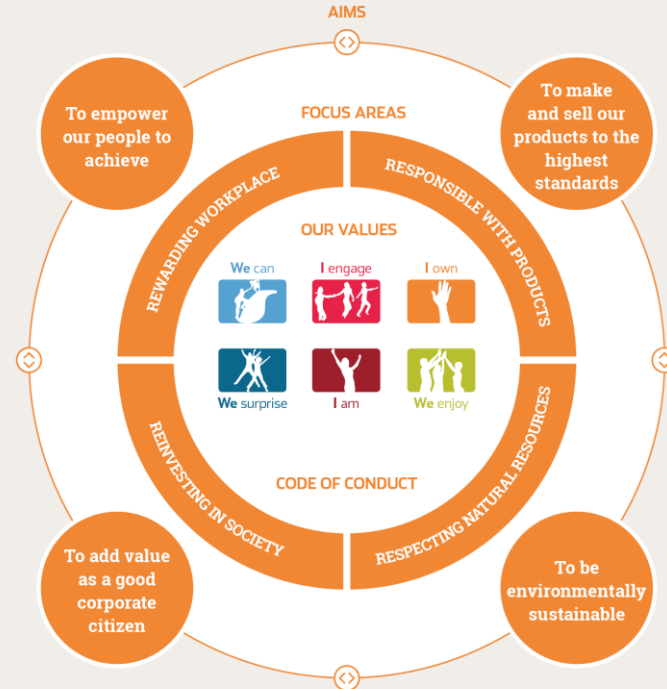 AIMS
To empower
our people to
achieve
To make
and sell our
products to the
highest
standards
FOCUS AREAS
REWARDING WORKPLACE
RESPONSIBLE WITH PRODUCTS
OUR VALUES
We can
I engage
I own
We surprise
I am
We enjoy
CODE OF CONDUCT
REINVESTING IN SOCIETY
RESPECTING NATURAL RESOURCES
To add value
as a good
corporate
citizen
To be
environmentally
sustainable